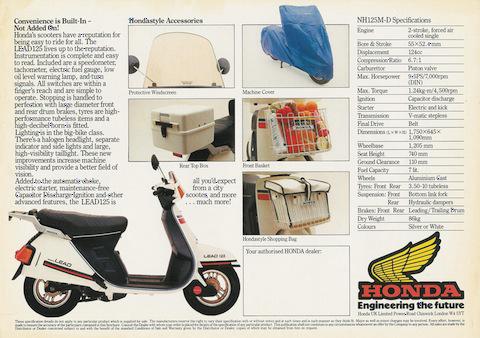 Convenience is Built-In –
Not Added On!
Honda's scooters have a reputation for
being easy to ride for all. The
LEAD125 lives up to the reputation.
Instrumentation is complete and easy
to read. Included are a speedometer,
tachometer, electric fuel gauge, low
oil level warning lamp, and turn
signals. All switches are within a
finger's reach and are simple to
operate. Stopping is handled to
perfection with large diameter front
and rear drum brakes, tyres are high-
performance tubeless items and a
high-decibel horn is fitted.
Lighting is in the big-bike class.
There's a halogen headlight, separate
indicator and side lights and large,
high-visibility taillight. These new
improvements increase machine
visibility and provide a better field of
vision.
Added to the automatic choke,
electric starter, maintenance-free
Capacitor Discharge Ignition and other
advanced features, the LEAD125 is
all you'd expect
from a city
scooter, and more
. . . much more!
LEAD
LEAD 125
Hondastyle Accessories
Protective Windscreen
Machine Cover
Rear Top Box
Front Basket
Hondastyle Shopping Bag
Your authorised HONDA dealer:
NH125M-D Specifications
Engine 2-stroke, forced air
cooled single
Bore & Stroke 55×52.4mm
Displacement 124cc
Compression Ratio 6.7:1
Carburettor Piston valve
Max. Horsepower 9·5PS/7,000rpm
(DIN)
Max. Torque 1.24kg-m/4,500rpm
Ignition Capacitor discharge
Starter Electric and kick
Transmission V-matic stepless
Final Drive Belt
Dimensions (L×W×H) 1,750×645×
1,090mm
Wheelbase 1,205 mm
Seat Height 740 mm
Ground Clearance 110 mm
Fuel Capacity 7 lit.
Wheels Aluminium Cast
Tyres: Front Rear 3.50-10 tubeless
Suspension: Front Bottom link fork
Rear Hydraulic dampers
Brakes: Front Rear Leading/Trailing Drum
Dry Weight 86kg
Colours Silver or White
HONDA
Engineering the future
Honda UK Limited Power Road Chiswick London W4 5YT